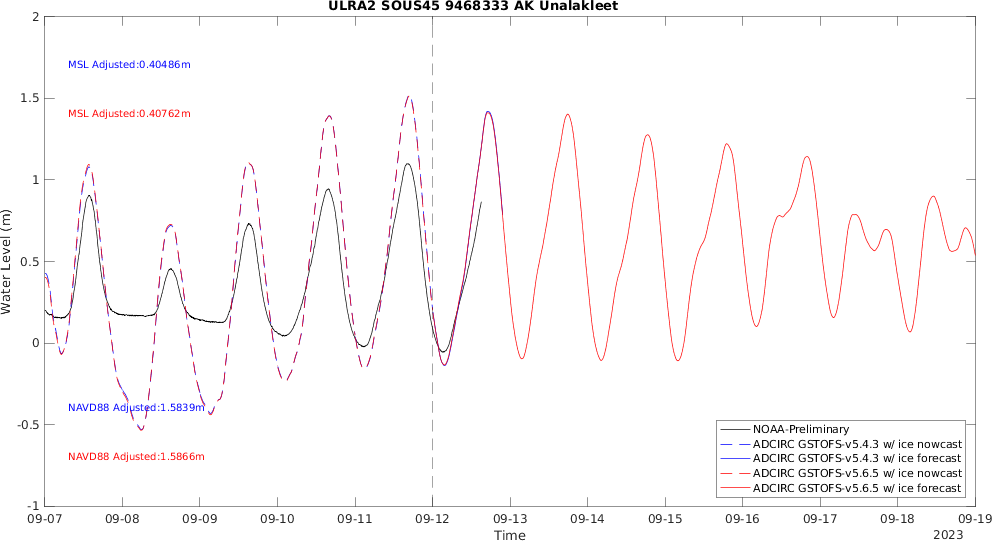 ULRA2 SOUS45 9468333 AK Unalakleet
2
1.5
1
0.5
0
-0.5
-1
Water Level (m)
MSL Adjusted:0.40486m
MSL Adjusted:0.40762m
NAVD88 Adjusted:1.5839m
NAVD88 Adjusted:1.5866m
NOAA-Preliminary
ADCIRC GSTOFS-v5.4.3 w/ ice nowcast
ADCIRC GSTOFS-v5.4.3 w/ ice forecast
ADCIRC GSTOFS-v5.6.5 w/ ice nowcast
ADCIRC GSTOFS-v5.6.5 w/ ice forecast
09-07 09-08 09-09 09-10 09-11 09-12 09-13 09-14 09-15 09-16 09-17 09-18 09-19
Time
2023